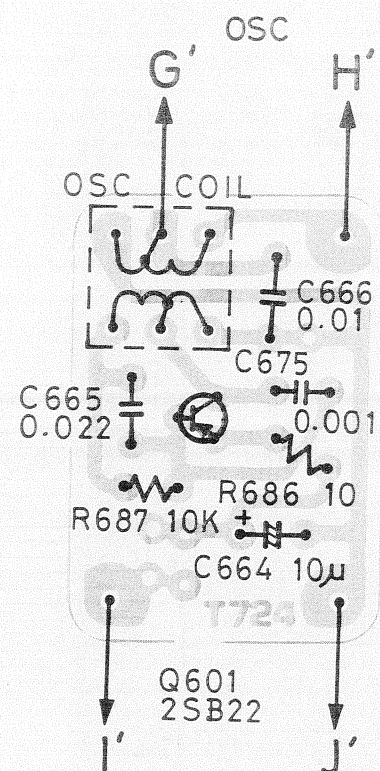 OSC
G′ H′
OSC COIL
C666
0.01
C675
0.001
C665
0.022
R686 10
R687 10K
+
C664 10μ
T724
Q601
2SB22
I′ J′